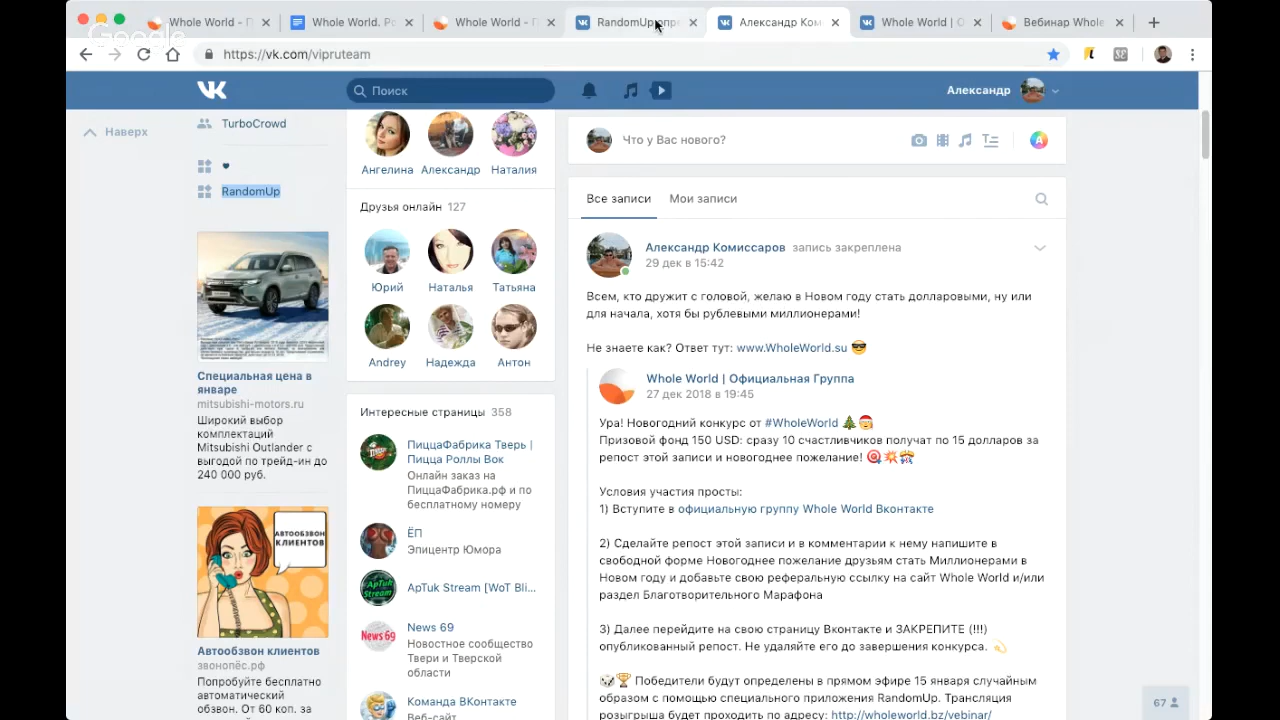 Whole World - П
Whole World. Ро
Whole World - П
RandomUp опре
Александр Ком
Whole World | О
Вебинар Whole
Google
https://vk.com/vipruteam
Поиск
Александр
Наверх
TurboCrowd
RandomUp
Специальная цена в
январе
mitsubishi-motors.ru
Широкий выбор
комплектаций
Mitsubishi Outlander с
выгодой по трейд-ин до
240 000 руб.
АВТООБЗВОН
КЛИЕНТОВ
Автообзвон клиентов
звонопёс.рф
Попробуйте бесплатно
автоматический
обзвон. От 60 коп. за
Ангелина Александр Наталия
Друзья онлайн 127
Юрий Наталья Татьяна
Andrey Надежда Антон
Интересные страницы 358
ПиццаФабрика Тверь |
Пицца Роллы Вок
Онлайн заказ на
ПиццаФабрика.рф и по
бесплатному номеру
ЁП
Эпицентр Юмора
ApTuk Stream
ApTuk Stream [WoT Bli...
News 69
News 69
Новостное сообщество
Твери и Тверской
области
Команда ВКонтакте
Веб-сайт
Что у Вас нового?
Все записи Мои записи
Александр Комиссаров запись закреплена
29 дек в 15:42
Всем, кто дружит с головой, желаю в Новом году стать долларовыми, ну или
для начала, хотя бы рублевыми миллионерами!
Не знаете как? Ответ тут: www.WholeWorld.su 😎
Whole World | Официальная Группа
27 дек 2018 в 19:45
Ура! Новогодний конкурс от #WholeWorld 🎄🎅
Призовой фонд 150 USD: сразу 10 счастливчиков получат по 15 долларов за
репост этой записи и новогоднее пожелание! 🎯💥🎊
Условия участия просты:
1) Вступите в официальную группу Whole World Вконтакте
2) Сделайте репост этой записи и в комментарии к нему напишите в
свободной форме Новогоднее пожелание друзьям стать Миллионерами в
Новом году и добавьте свою реферальную ссылку на сайт Whole World и/или
раздел Благотворительного Марафона
3) Далее перейдите на свою страницу Вконтакте и ЗАКРЕПИТЕ (!!!)
опубликованный репост. Не удаляйте его до завершения конкурса. 💫
🎲🏆 Победители будут определены в прямом эфире 15 января случайным
образом с помощью специального приложения RandomUp. Трансляция
розыгрыша будет проходить по адресу: http://wholeworld.bz/vebinar/
67